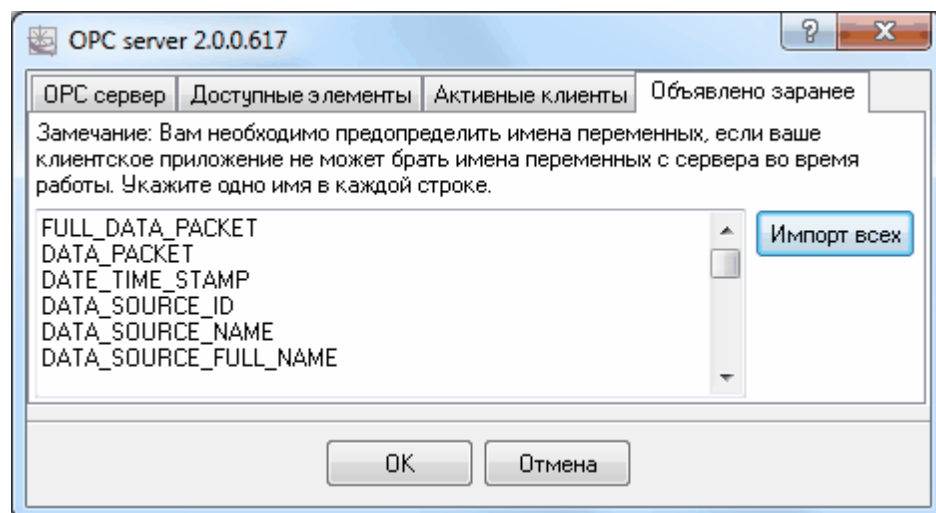 OPC server 2.0.0.617
OPC сервер Доступные элементы Активные клиенты Объявлено заранее
Замечание: Вам необходимо предопределить имена переменных, если ваше
клиентское приложение не может брать имена переменных с сервера во время
работы. Укажите одно имя в каждой строке.
FULL_DATA_PACKET
DATA_PACKET
DATE_TIME_STAMP
DATA_SOURCE_ID
DATA_SOURCE_NAME
DATA_SOURCE_FULL_NAME
Импорт всех
OK Отмена